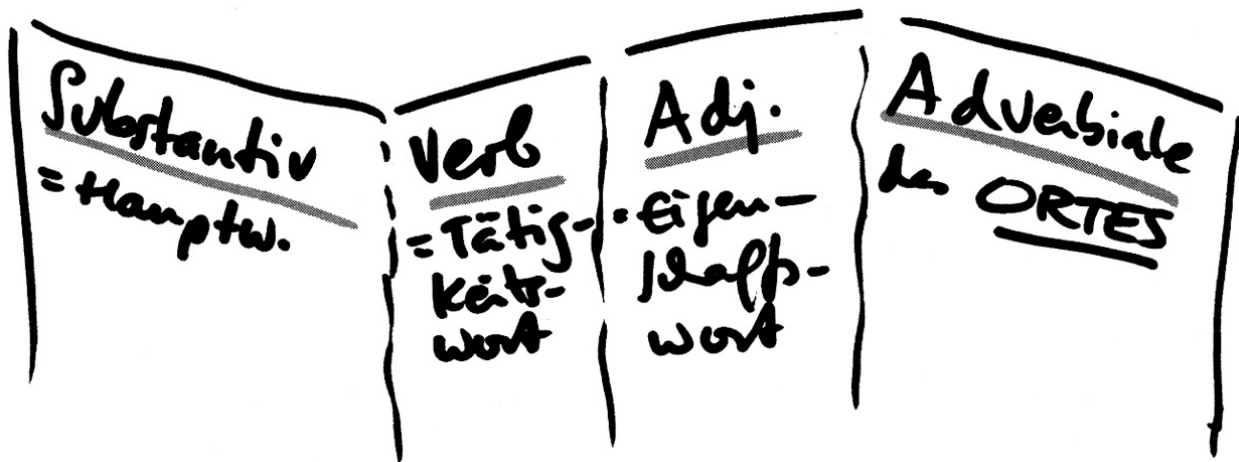 Substantiv
= Hauptw.
Verb
= Tätig-
keits-
wort
Adj.
= Eigen-
schafts-
wort
Adverbiale
des ORTES